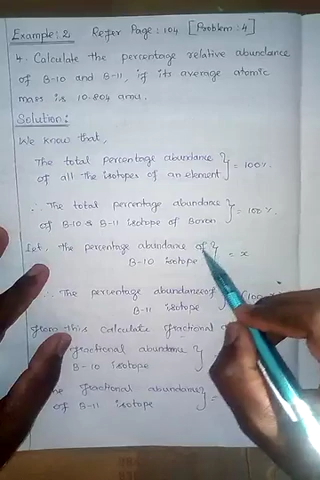 Example: 2 Refer Page: 104 [Problem: 4]
4. Calculate the percentage relative abundance
of B-10 and B-11, if its average atomic
mass is 10.804 amu.
Solution:
We know that,
The total percentage abundance
of all the isotopes of an element } = 100%
∴ The total percentage abundance
of B-10 & B-11 isotope of Boron } = 100%.
Let, the percentage abundance of
B-10 isotope } = x
∴ The percentage abundance of
B-11 isotope (100
From this calculate fractional
fractional abundance
B-10 isotope }
fractional abundance
of B-11 isotope } =